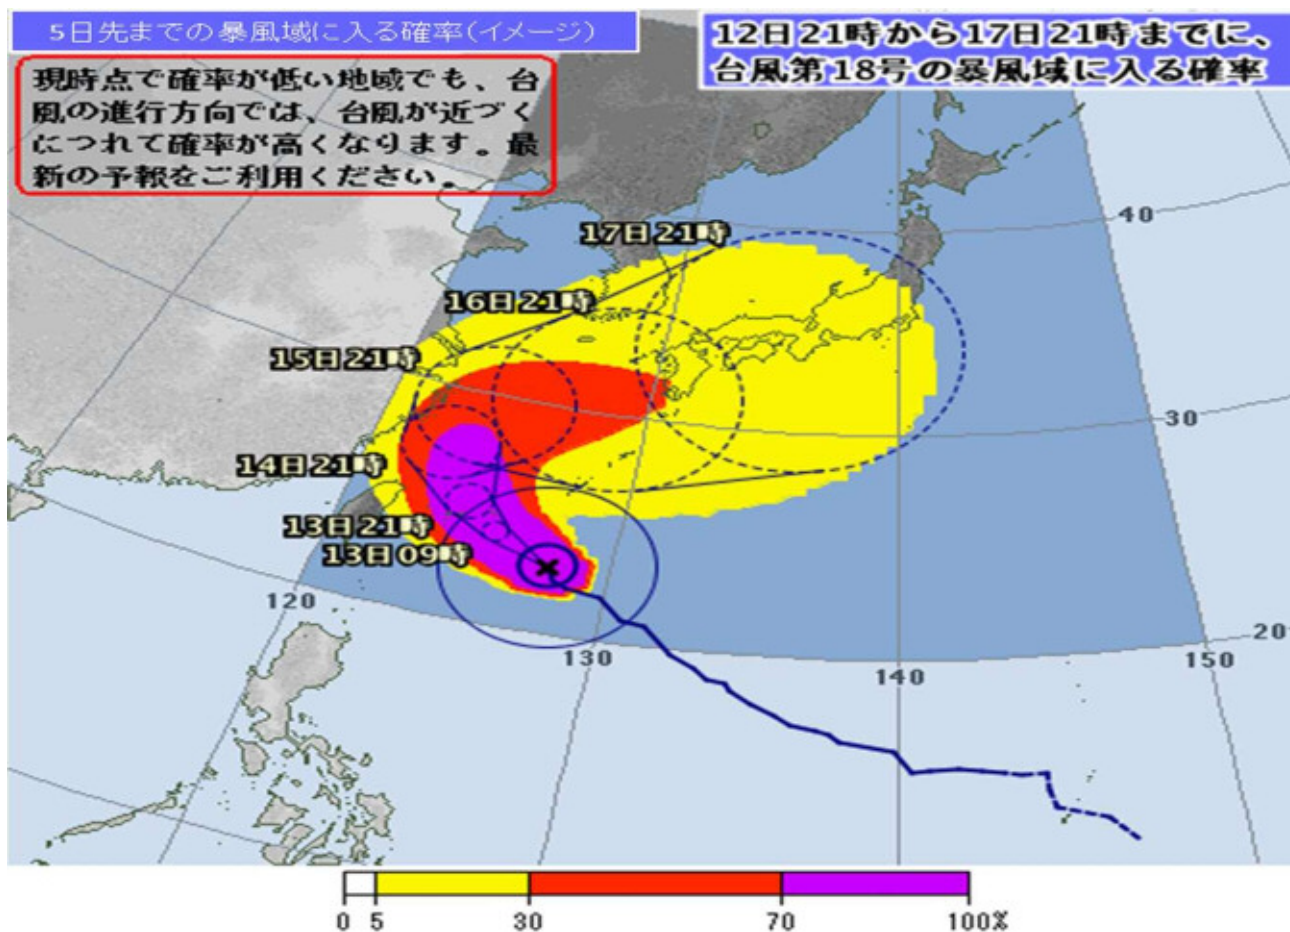 5日先までの暴風域に入る確率(イメージ)
12日21時から17日21時までに、
台風第18号の暴風域に入る確率
現時点で確率が低い地域でも、台
風の進行方向では、台風が近づく
につれて確率が高くなります。最
新の予報をご利用ください。
17日21時
16日21時
15日21時
14日21時
13日21時
13日09時
40
30
20
120
130
140
150
0 5 30 70 100%